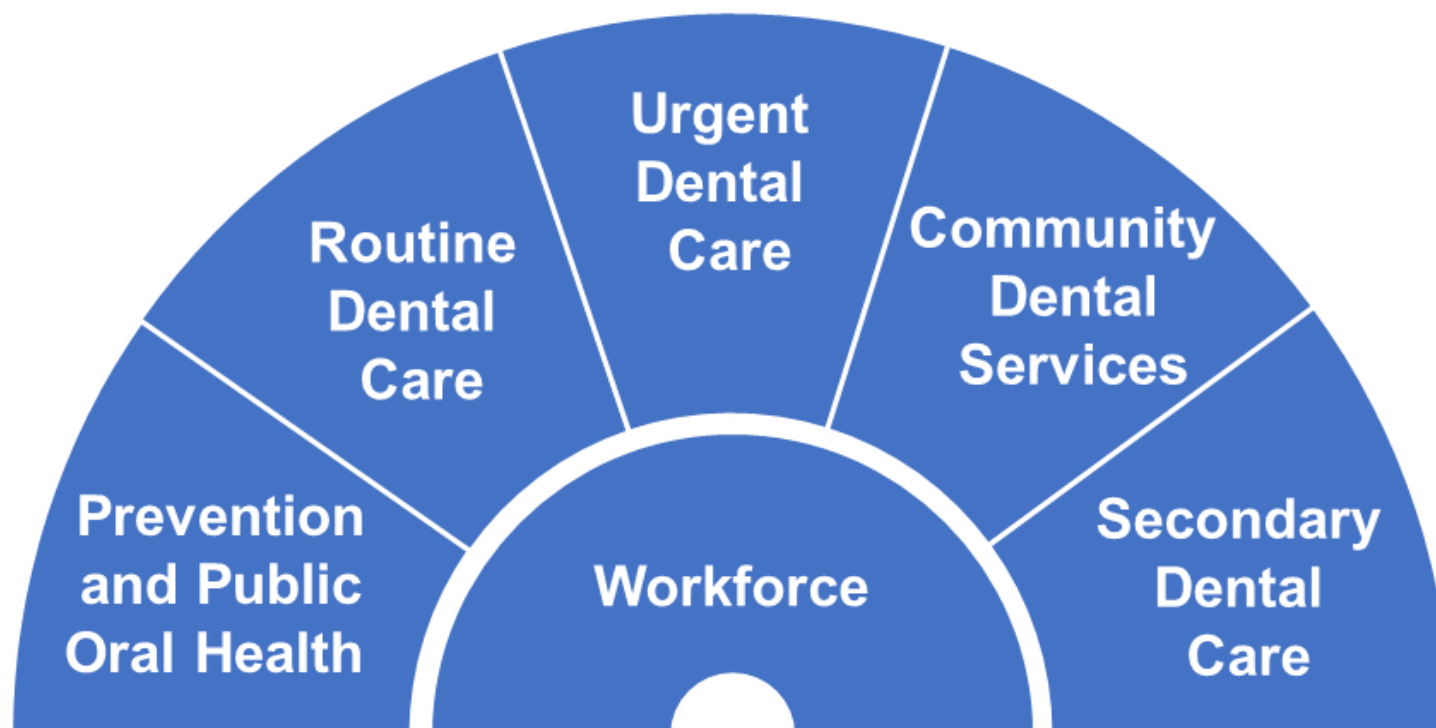 Prevention
and Public
Oral Health
Routine
Dental
Care
Urgent
Dental
Care
Community
Dental
Services
Secondary
Dental
Care
Workforce